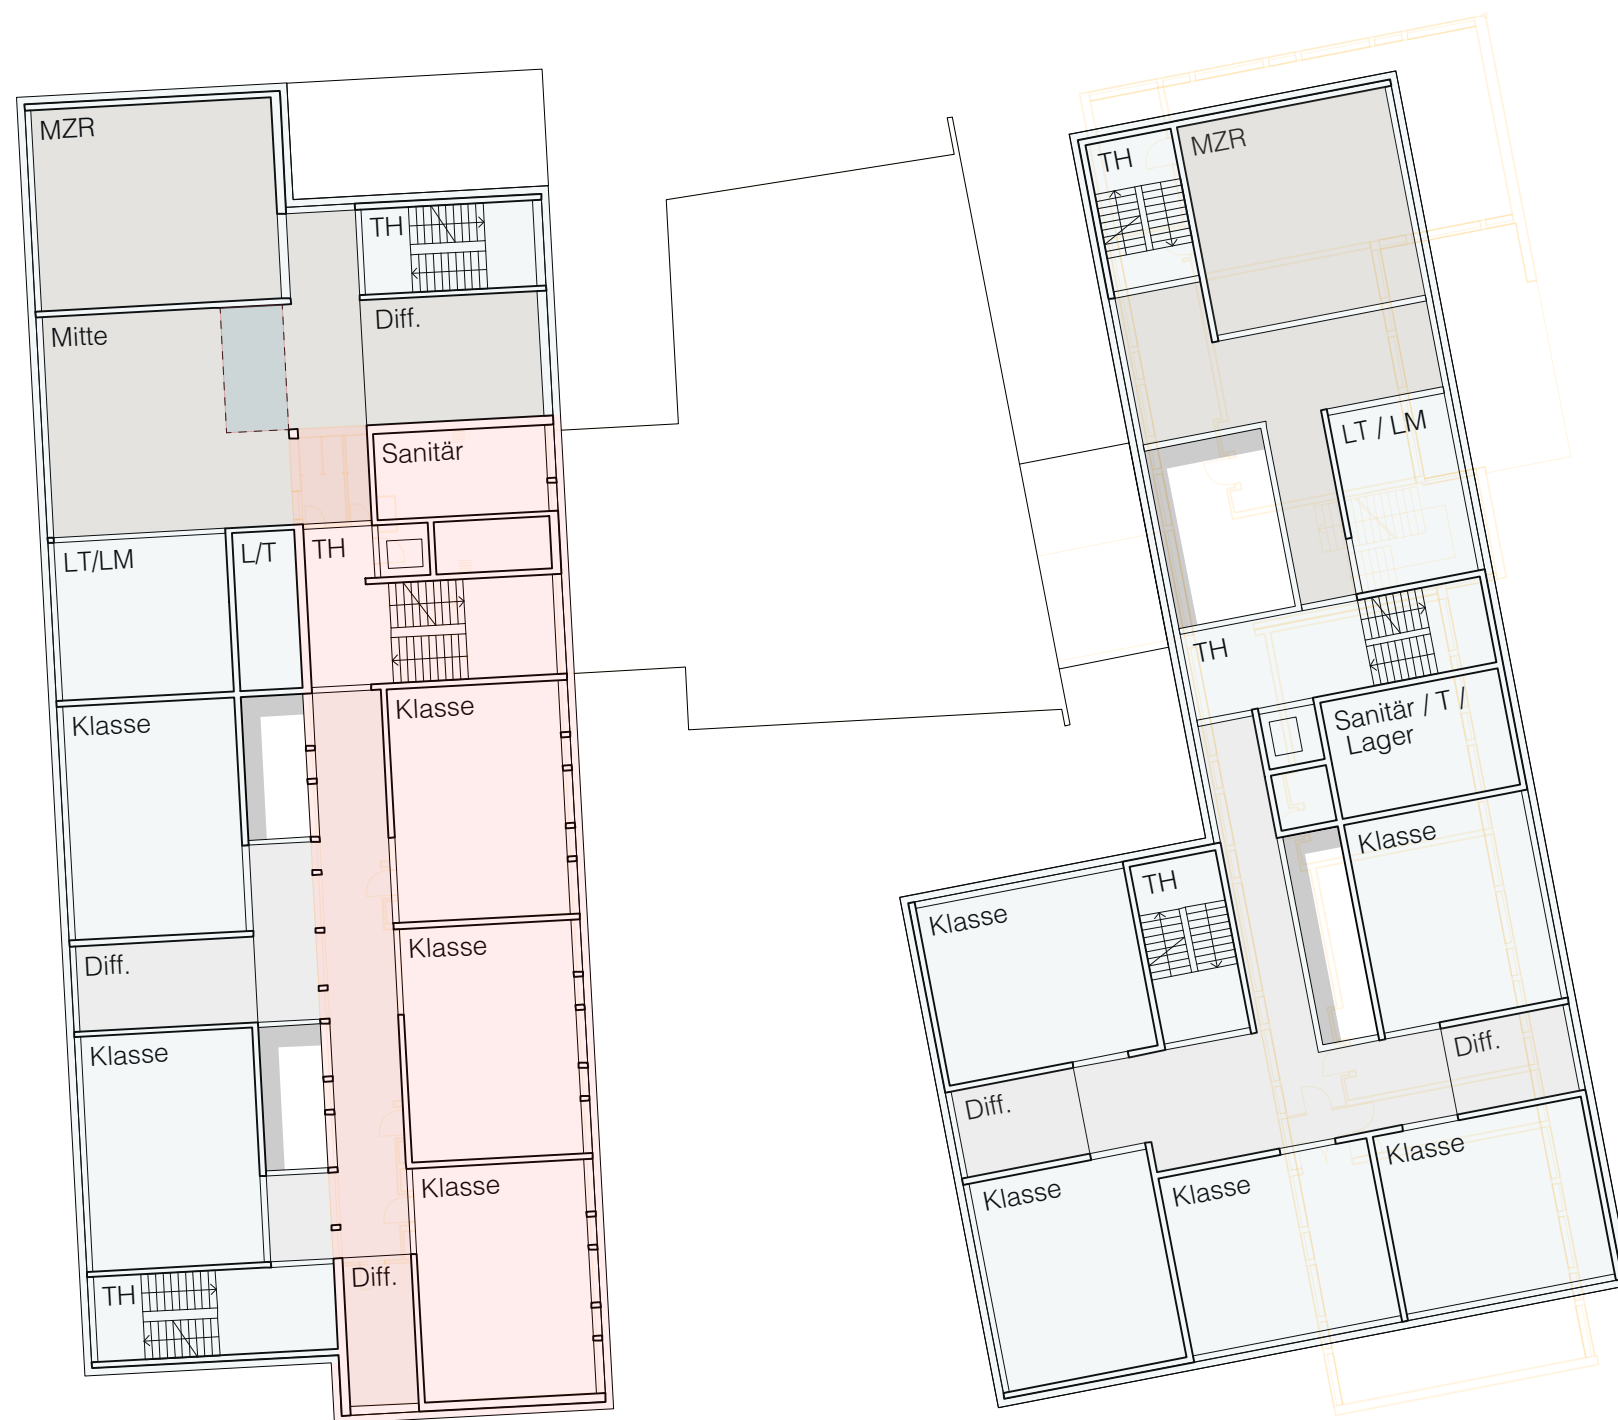 MZR
TH
Mitte
Diff.
Sanitär
LT/LM
L/T
TH
Klasse
Klasse
Klasse
Diff.
Klasse
Klasse
Diff.
TH
TH
MZR
LT / LM
TH
Sanitär / T /
Lager
Klasse
TH
Klasse
Diff.
Diff.
Klasse
Klasse
Klasse